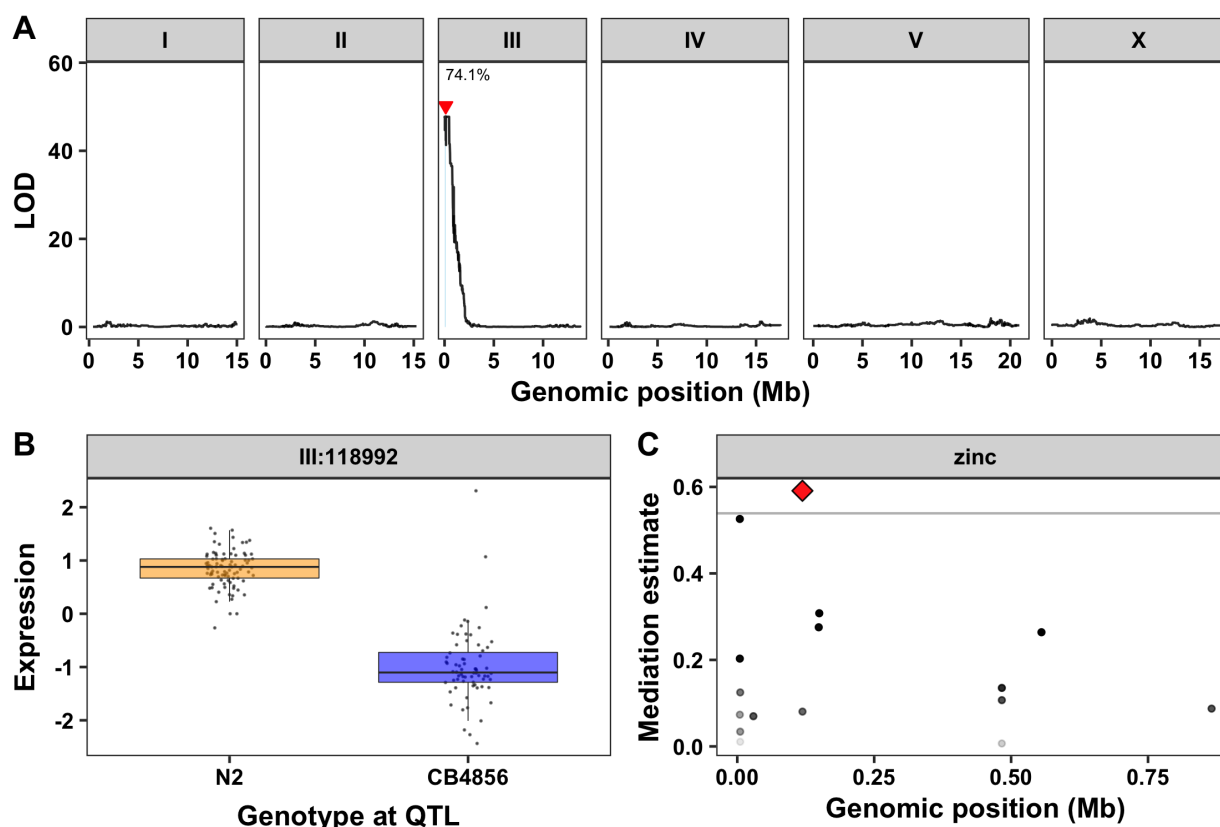 A
I II III IV V X
60
74.1%
40
20
0
LOD
0 5 10 15 0 5 10 15 0 5 10 0 5 10 15 0 5 10 15 20 0 5 10 15
Genomic position (Mb)
B
III:118992
2
1
0
-1
-2
Expression
N2 CB4856
Genotype at QTL
C
zinc
0.6
0.4
0.2
0.0
Mediation estimate
0.00 0.25 0.50 0.75
Genomic position (Mb)